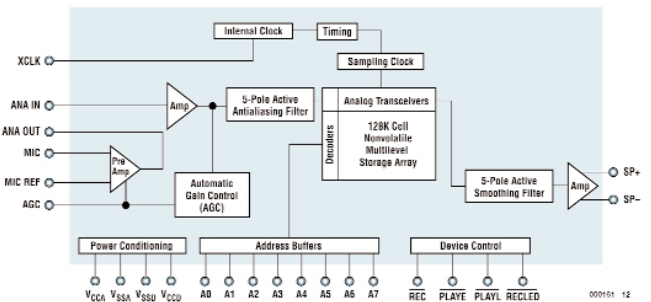 Internal Clock
Timing
XCLK
Sampling Clock
ANA IN
Amp
5-Pole Active
Antialiasing Filter
Analog Transceivers
ANA OUT
Decoders
128K Cell
Nonvolatile
Multilevel
Storage Array
MIC
Pre
Amp
MIC REF
Automatic
Gain Control
(AGC)
5-Pole Active
Smoothing Filter
Amp
SP+
SP–
AGC
Power Conditioning
Address Buffers
Device Control
VCCA VSSA VSSD VCCD A0 A1 A2 A3 A4 A5 A6 A7 REC PLAYE PLAYL RECLED
000161 12